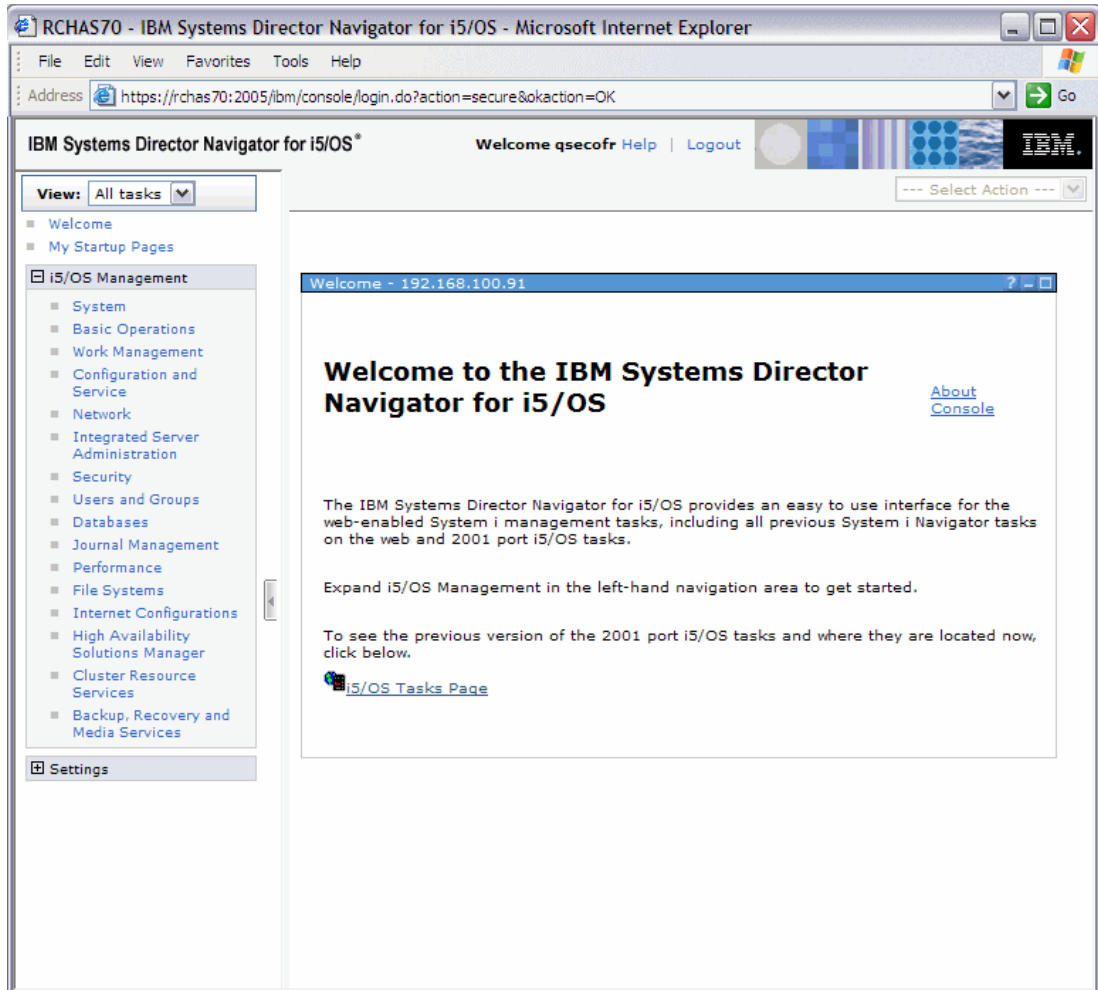 RCHAS70 - IBM Systems Director Navigator for i5/OS - Microsoft Internet Explorer
File Edit View Favorites Tools Help
Address https://rchas70:2005/ibm/console/login.do?action=secure&okaction=OK Go
IBM Systems Director Navigator for i5/OS® Welcome qsecofr Help | Logout IBM.
View: All tasks
--- Select Action ---
Welcome
My Startup Pages
i5/OS Management
System
Basic Operations
Work Management
Configuration and
Service
Network
Integrated Server
Administration
Security
Users and Groups
Databases
Journal Management
Performance
File Systems
Internet Configurations
High Availability
Solutions Manager
Cluster Resource
Services
Backup, Recovery and
Media Services
Settings
Welcome - 192.168.100.91 ?
Welcome to the IBM Systems Director
Navigator for i5/OS
About
Console
The IBM Systems Director Navigator for i5/OS provides an easy to use interface for the
web-enabled System i management tasks, including all previous System i Navigator tasks
on the web and 2001 port i5/OS tasks.
Expand i5/OS Management in the left-hand navigation area to get started.
To see the previous version of the 2001 port i5/OS tasks and where they are located now,
click below.
i5/OS Tasks Page